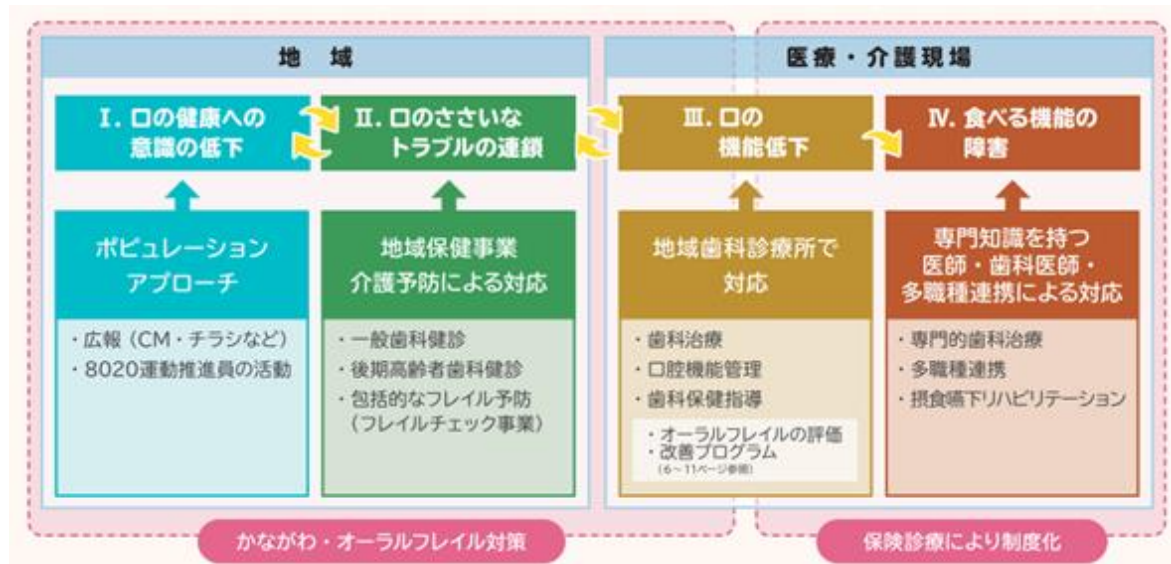 地 域
医療・介護現場
Ⅰ. 口の健康への
意識の低下
Ⅱ. 口のささいな
トラブルの連鎖
Ⅲ. 口の
機能低下
Ⅳ. 食べる機能の
障害
ポピュレーション
アプローチ
・広報（CM・チラシなど）
・8020運動推進員の活動
地域保健事業
介護予防による対応
・一般歯科健診
・後期高齢者歯科健診
・包括的なフレイル予防
（フレイルチェック事業）
地域歯科診療所で
対応
・歯科治療
・口腔機能管理
・歯科保健指導
・オーラルフレイルの評価
・改善プログラム
（6～11ページ参照）
専門知識を持つ
医師・歯科医師・
多職種連携による対応
・専門的歯科治療
・多職種連携
・摂食嚥下リハビリテーション
かながわ・オーラルフレイル対策
保険診療により制度化